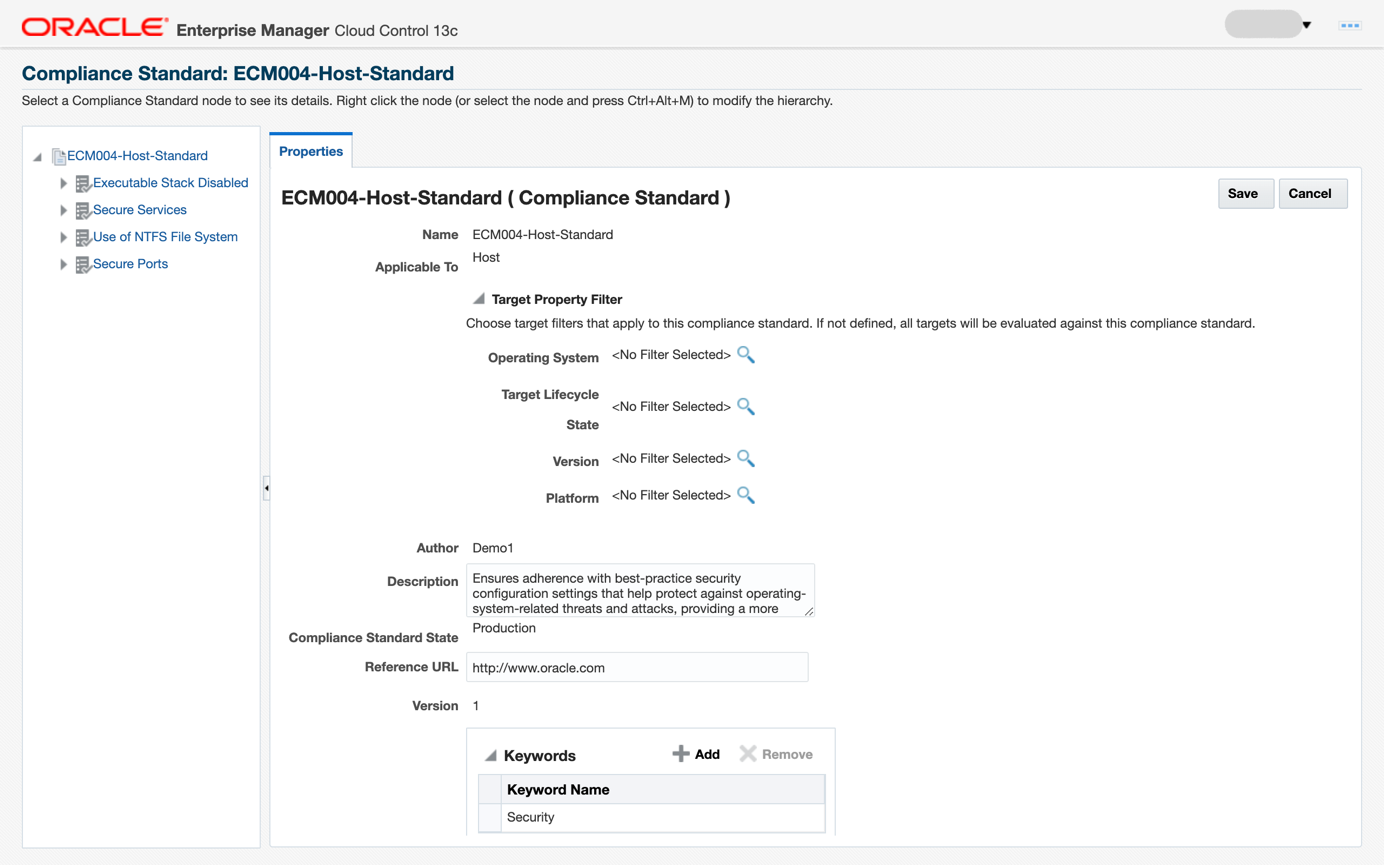 ORACLE® Enterprise Manager Cloud Control 13c
Compliance Standard: ECM004-Host-Standard
Select a Compliance Standard node to see its details. Right click the node (or select the node and press Ctrl+Alt+M) to modify the hierarchy.
ECM004-Host-Standard
Executable Stack Disabled
Secure Services
Use of NTFS File System
Secure Ports
Properties
ECM004-Host-Standard ( Compliance Standard )
Save
Cancel
Name ECM004-Host-Standard
Applicable To Host
Target Property Filter
Choose target filters that apply to this compliance standard. If not defined, all targets will be evaluated against this compliance standard.
Operating System <No Filter Selected>
Target Lifecycle
State <No Filter Selected>
Version <No Filter Selected>
Platform <No Filter Selected>
Author Demo1
Description Ensures adherence with best-practice security
configuration settings that help protect against operating-
system-related threats and attacks, providing a more
Compliance Standard State Production
Reference URL http://www.oracle.com
Version 1
Keywords Add Remove
Keyword Name
Security